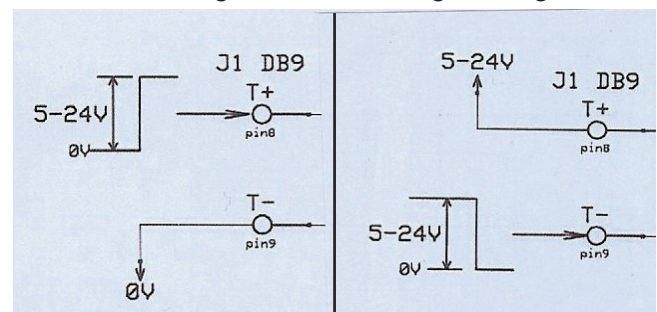 J1 DB9
T+
5-24V
pin8
0V
T-
pin9
0V
5-24V
J1 DB9
T+
pin8
T-
5-24V
pin9
0V